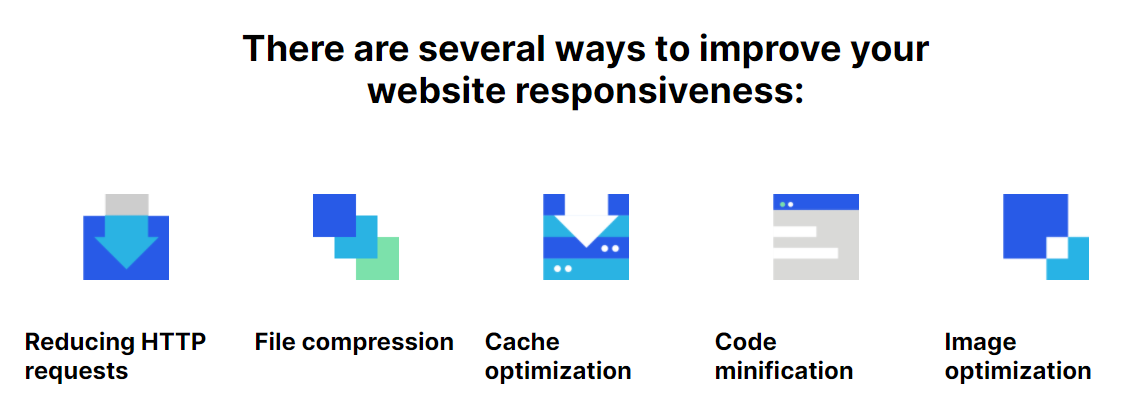 There are several ways to improve your
website responsiveness:
Reducing HTTP
requests
File compression
Cache
optimization
Code
minification
Image
optimization